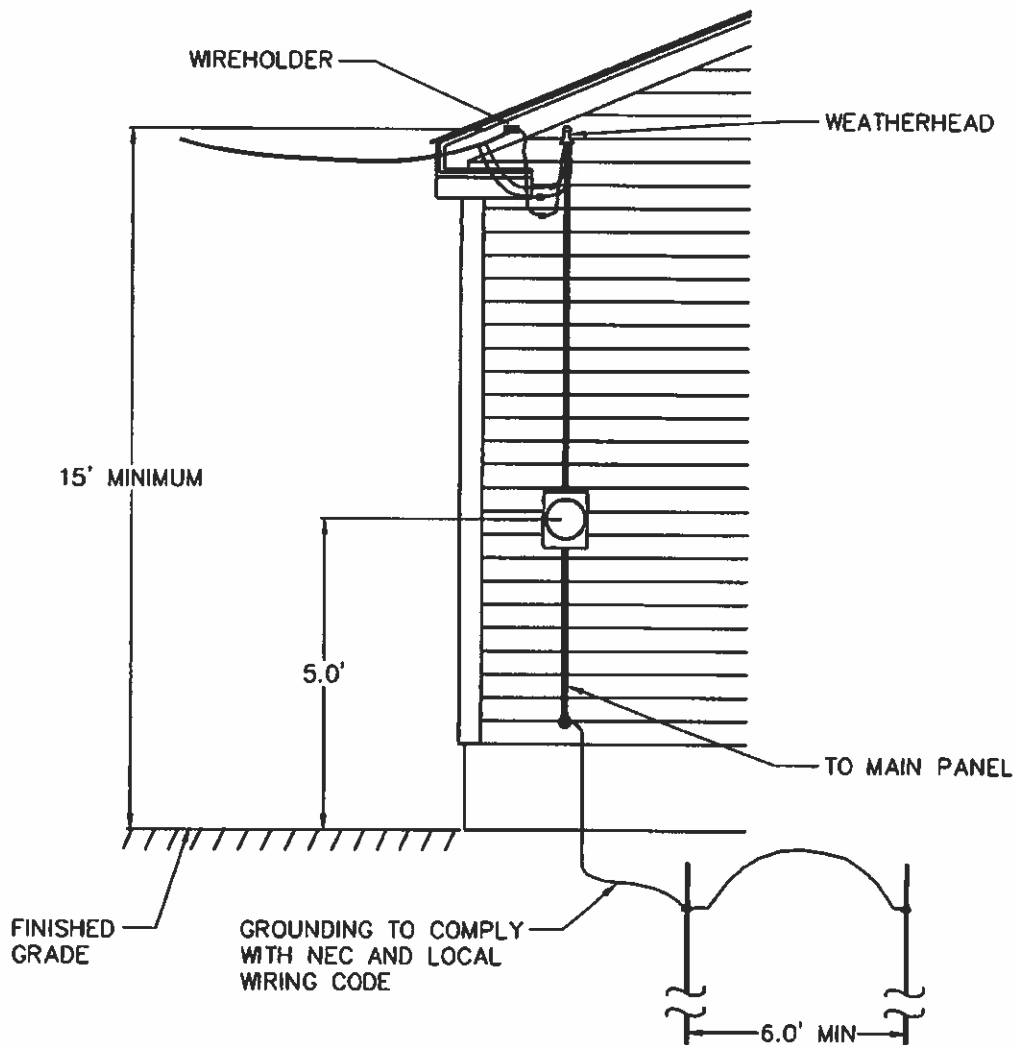 WIREHOLDER
WEATHERHEAD
15' MINIMUM
5.0'
TO MAIN PANEL
FINISHED
GRADE
GROUNDING TO COMPLY
WITH NEC AND LOCAL
WIRING CODE
6.0' MIN